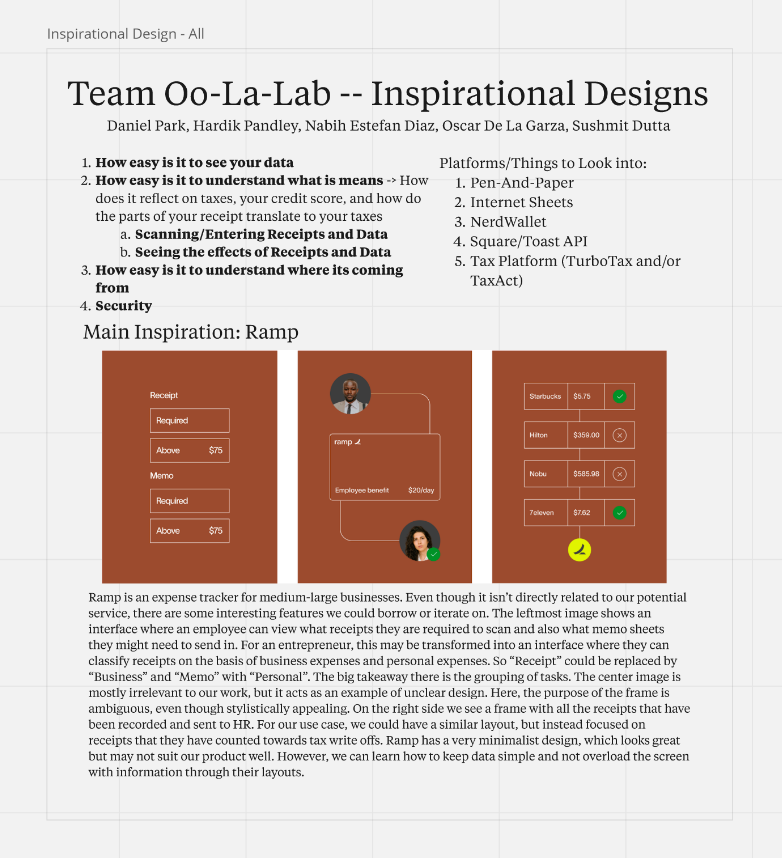 Inspirational Design - All
Team Oo-La-Lab -- Inspirational Designs
Daniel Park, Hardik Pandley, Nabih Estefan Diaz, Oscar De La Garza, Sushmit Dutta
1. How easy is it to see your data
2. How easy is it to understand what is means -> How
does it reflect on taxes, your credit score, and how do
the parts of your receipt translate to your taxes
a. Scanning/Entering Receipts and Data
b. Seeing the effects of Receipts and Data
3. How easy is it to understand where its coming
from
4. Security
Platforms/Things to Look into:
1. Pen-And-Paper
2. Internet Sheets
3. NerdWallet
4. Square/Toast API
5. Tax Platform (TurboTax and/or
TaxAct)
Main Inspiration: Ramp
Receipt
Required
Above $75
Memo
Required
Above $75
ramp
Employee benefit $20/day
Starbucks $5.75
Hilton $359.00
Nobu $585.98
7eleven $7.62
Ramp is an expense tracker for medium-large businesses. Even though it isn't directly related to our potential
service, there are some interesting features we could borrow or iterate on. The leftmost image shows an
interface where an employee can view what receipts they are required to scan and also what memo sheets
they might need to send in. For an entrepreneur, this may be transformed into an interface where they can
classify receipts on the basis of business expenses and personal expenses. So “Receipt” could be replaced by
“Business” and “Memo” with “Personal”. The big takeaway there is the grouping of tasks. The center image is
mostly irrelevant to our work, but it acts as an example of unclear design. Here, the purpose of the frame is
ambiguous, even though stylistically appealing. On the right side we see a frame with all the receipts that have
been recorded and sent to HR. For our use case, we could have a similar layout, but instead focused on
receipts that they have counted towards tax write offs. Ramp has a very minimalist design, which looks great
but may not suit our product well. However, we can learn how to keep data simple and not overload the screen
with information through their layouts.